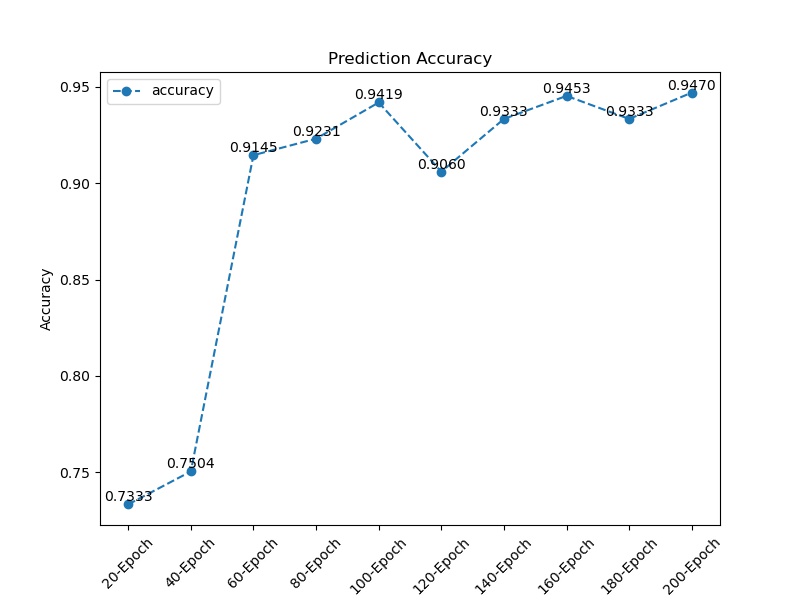 Prediction Accuracy
accuracy
Accuracy
0.95
0.90
0.85
0.80
0.75
0.7333
0.7504
0.9145
0.9231
0.9419
0.9060
0.9333
0.9453
0.9333
0.9470
20-Epoch
40-Epoch
60-Epoch
80-Epoch
100-Epoch
120-Epoch
140-Epoch
160-Epoch
180-Epoch
200-Epoch